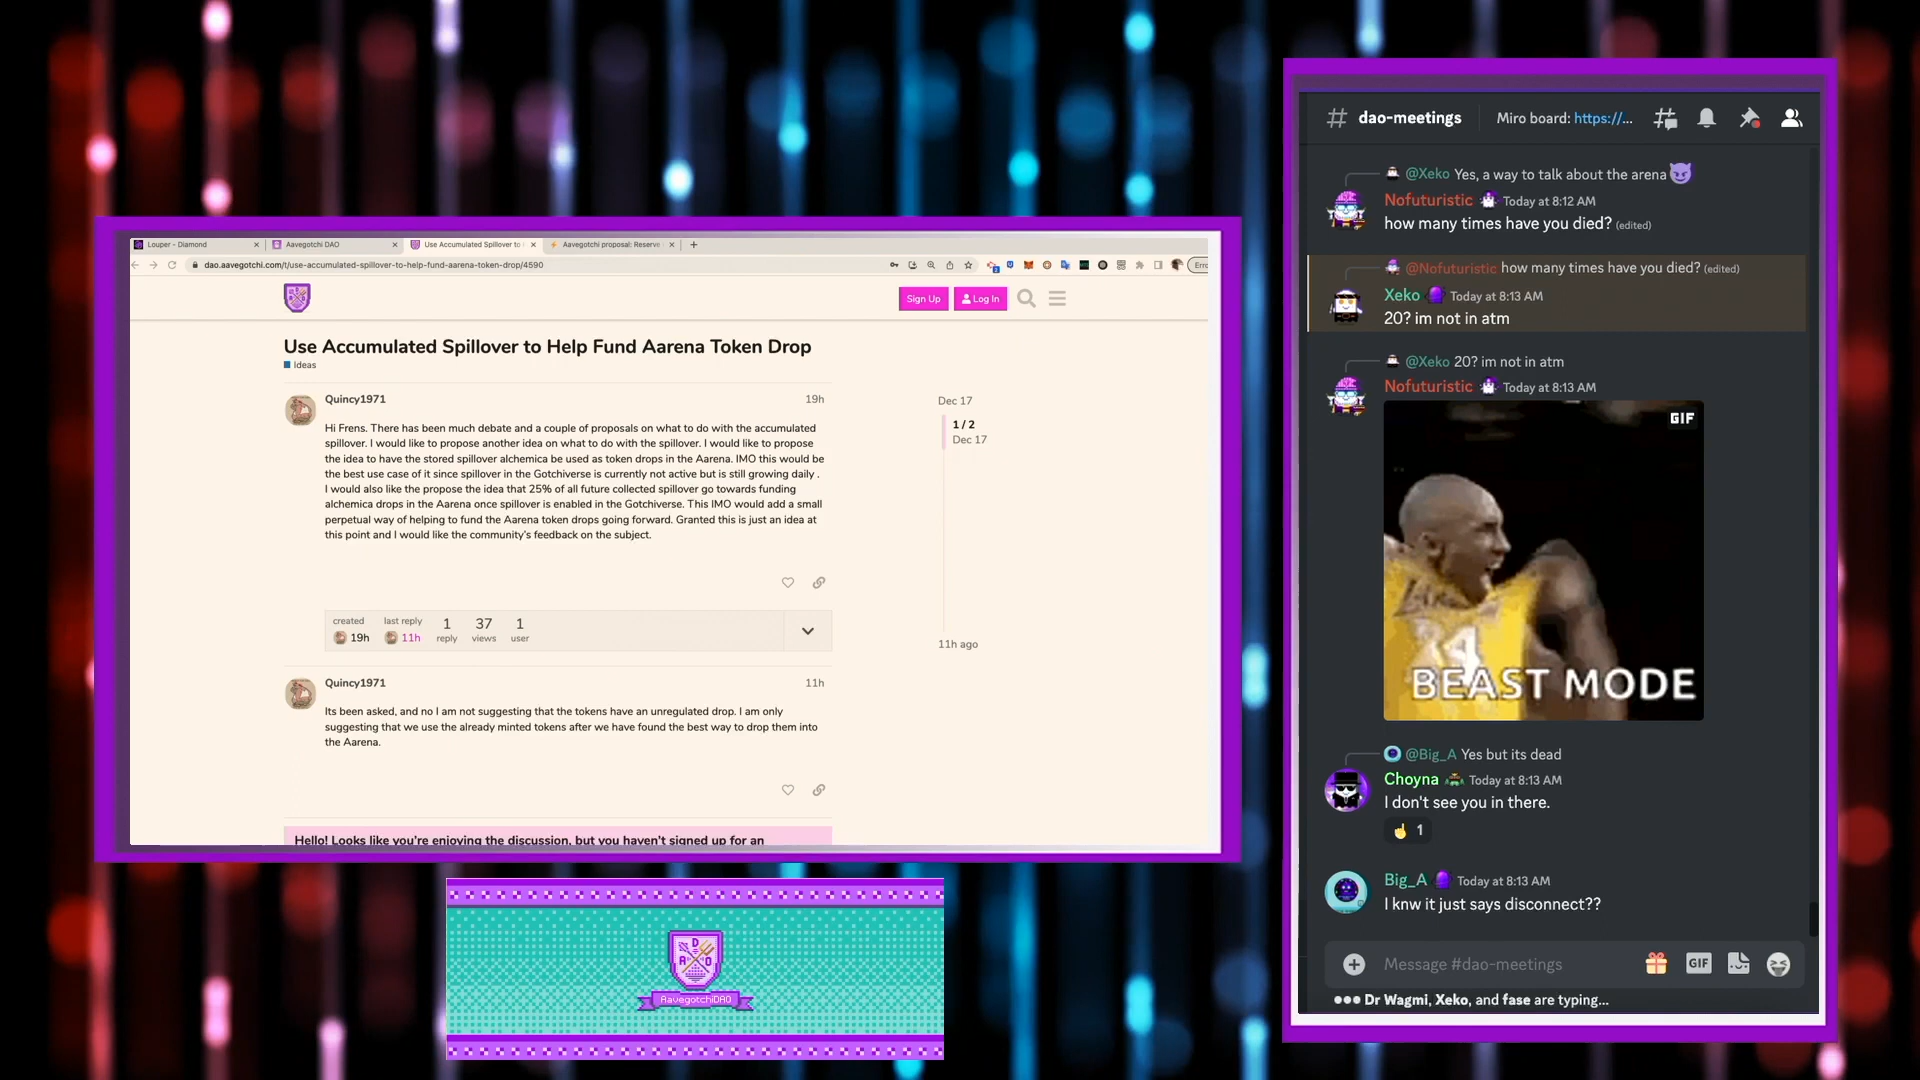 Louper - Diamond
Aavegotchi DAO
Use Accumulated Spillover to
Aavegotchi proposal: Reserve
dao.aavegotchi.com/t/use-accumulated-spillover-to-help-fund-aarena-token-drop/4590
Sign Up
Log In
Use Accumulated Spillover to Help Fund Aarena Token Drop
Ideas
Quincy1971
19h
Hi Frens. There has been much debate and a couple of proposals on what to do with the accumulated
spillover. I would like to propose another idea on what to do with the spillover. I would like to propose
the idea to have the stored spillover alchemica be used as token drops in the Aarena. IMO this would be
the best use case of it since spillover in the Gotchiverse is currently not active but is still growing daily .
I would also like the propose the idea that 25% of all future collected spillover go towards funding
alchemica drops in the Aarena once spillover is enabled in the Gotchiverse. This IMO would add a small
perpetual way of helping to fund the Aarena token drops going forward. Granted this is just an idea at
this point and I would like the community's feedback on the subject.
created
19h
last reply
11h
1
reply
37
views
1
user
Dec 17
1 / 2
Dec 17
11h ago
Quincy1971
11h
Its been asked, and no I am not suggesting that the tokens have an unregulated drop. I am only
suggesting that we use the already minted tokens after we have found the best way to drop them into
the Aarena.
Hello! Looks like you're enjoying the discussion, but you haven't signed up for an
D
A O
AavegotchiDAO
# dao-meetings
Miro board: https://...
@Xeko Yes, a way to talk about the arena
Nofuturistic Today at 8:12 AM
how many times have you died? (edited)
@Nofuturistic how many times have you died? (edited)
Xeko Today at 8:13 AM
20? im not in atm
@Xeko 20? im not in atm
Nofuturistic Today at 8:13 AM
GIF
BEAST MODE
@Big_A Yes but its dead
Choyna Today at 8:13 AM
I don't see you in there.
1
Big_A Today at 8:13 AM
I knw it just says disconnect??
Message #dao-meetings
GIF
Dr Wagmi, Xeko, and fase are typing...